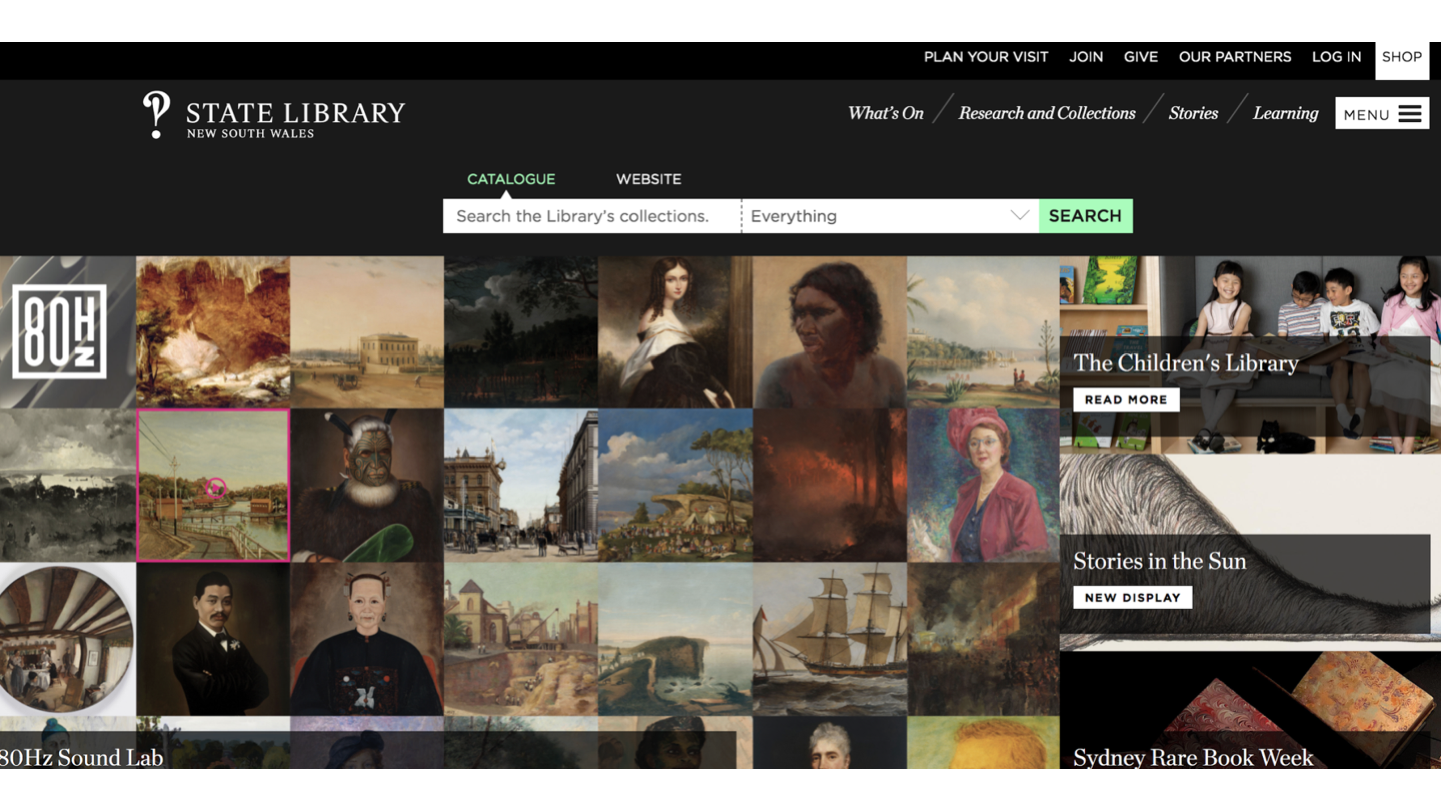 PLAN YOUR VISIT JOIN GIVE OUR PARTNERS LOG IN SHOP
STATE LIBRARY
NEW SOUTH WALES
What's On Research and Collections Stories Learning MENU
CATALOGUE WEBSITE
Search the Library's collections. Everything SEARCH
80HZ
The Children's Library
READ MORE
Stories in the Sun
NEW DISPLAY
80Hz Sound Lab
Sydney Rare Book Week